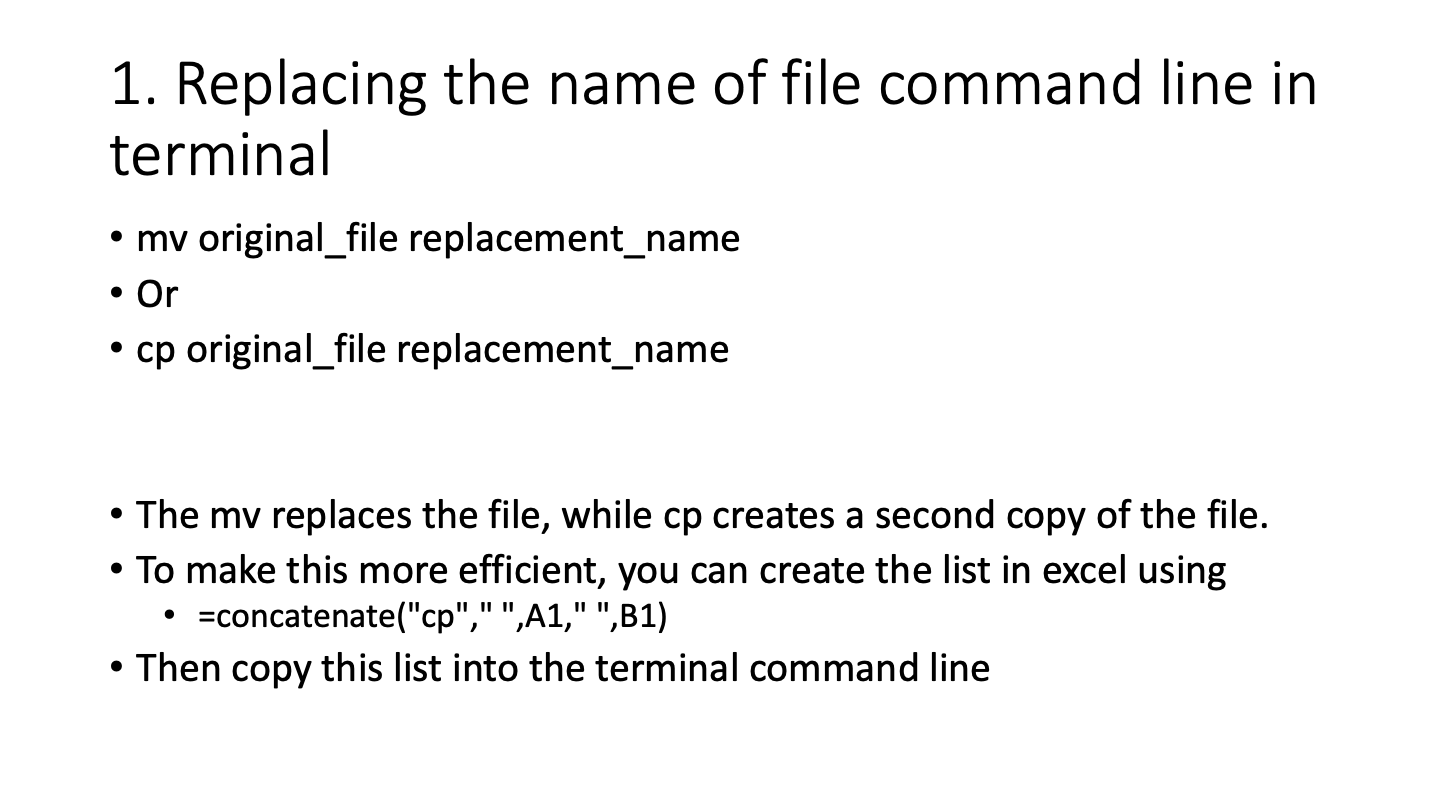 1. Replacing the name of file command line in
terminal
• mv original_file replacement_name
• Or
• cp original_file replacement_name
• The mv replaces the file, while cp creates a second copy of the file.
• To make this more efficient, you can create the list in excel using
• =concatenate("cp"," ",A1," ",B1)
• Then copy this list into the terminal command line